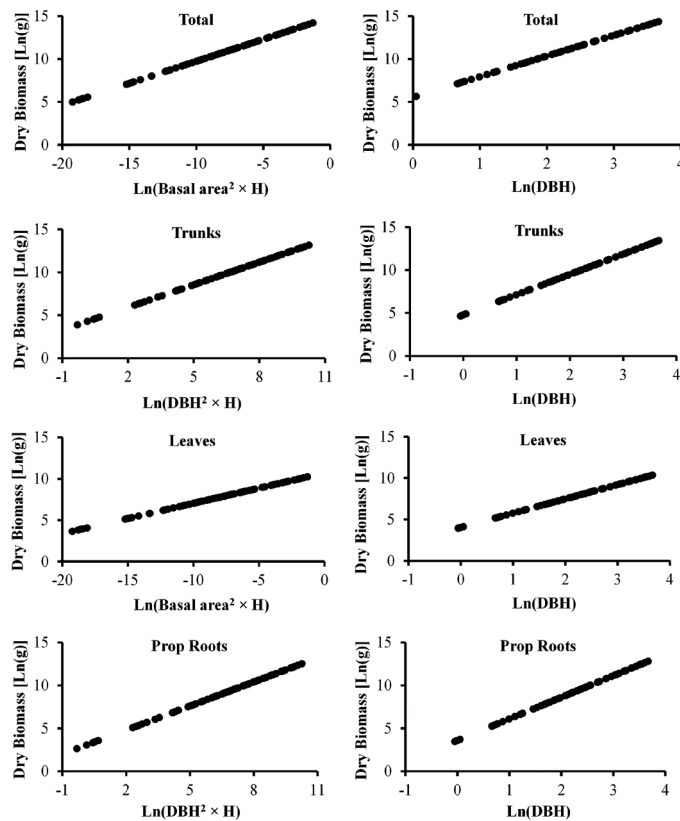 Total
Dry Biomass [Ln(g)]
15
10
5
0
-20 -15 -10 -5 0
Ln(Basal area² × H)
Total
Dry Biomass [Ln(g)]
15
10
5
0
0 1 2 3 4
Ln(DBH)
Trunks
Dry Biomass [Ln(g)]
15
10
5
0
-1 2 5 8 11
Ln(DBH² × H)
Trunks
Dry Biomass [Ln(g)]
15
10
5
0
-1 0 1 2 3 4
Ln(DBH)
Leaves
Dry Biomass [Ln(g)]
15
10
5
0
-20 -15 -10 -5 0
Ln(Basal area² × H)
Leaves
Dry Biomass [Ln(g)]
15
10
5
0
-1 0 1 2 3 4
Ln(DBH)
Prop Roots
Dry Biomass [Ln(g)]
15
10
5
0
-1 2 5 8 11
Ln(DBH² × H)
Prop Roots
Dry Biomass [Ln(g)]
15
10
5
0
-1 0 1 2 3 4
Ln(DBH)